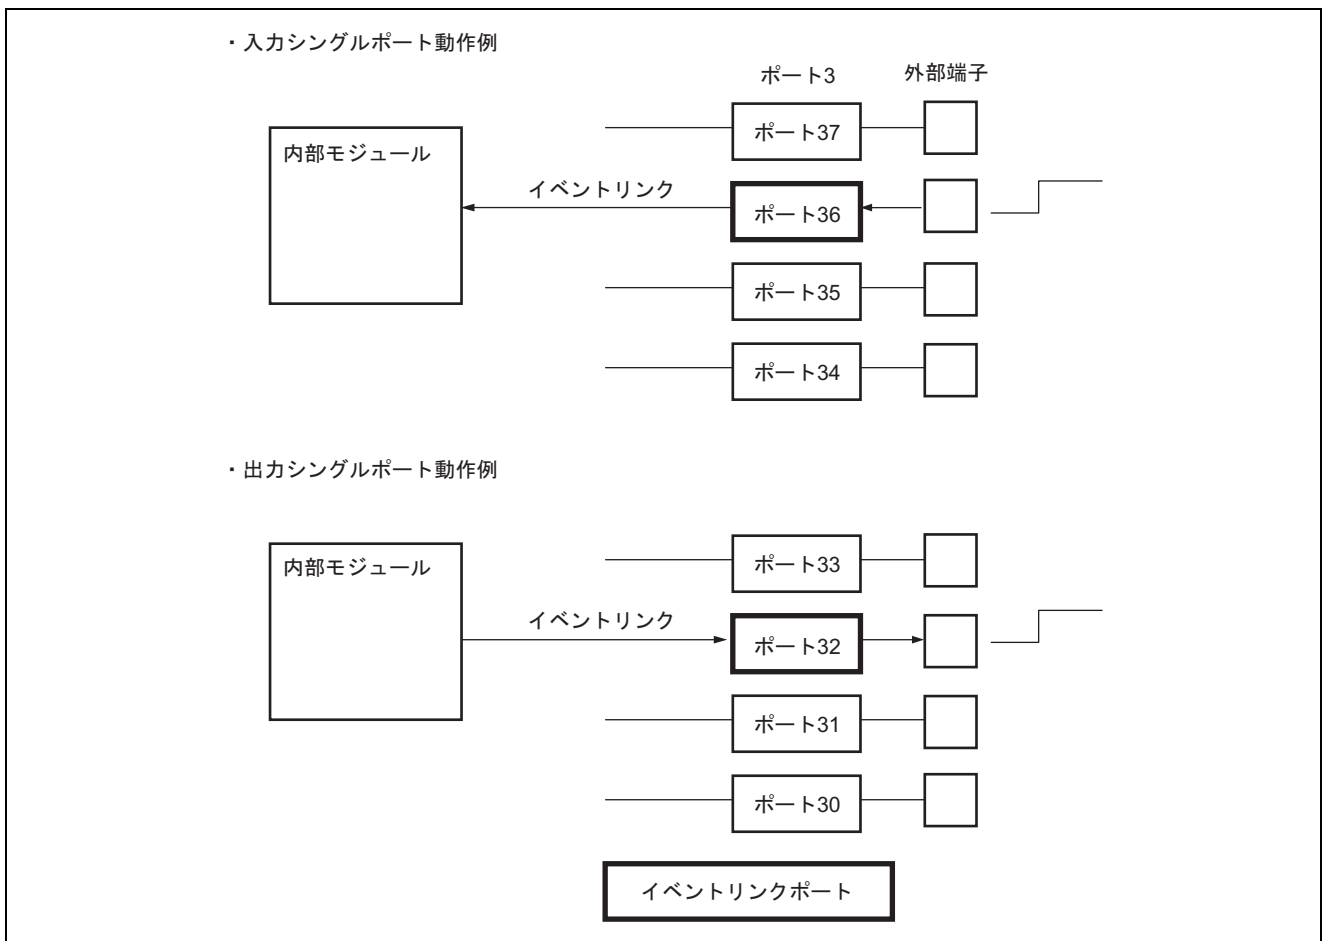 ・入力シングルポート動作例
ポート3
外部端子
ポート37
内部モジュール
イベントリンク
ポート36
ポート35
ポート34
・出力シングルポート動作例
ポート33
内部モジュール
イベントリンク
ポート32
ポート31
ポート30
イベントリンクポート